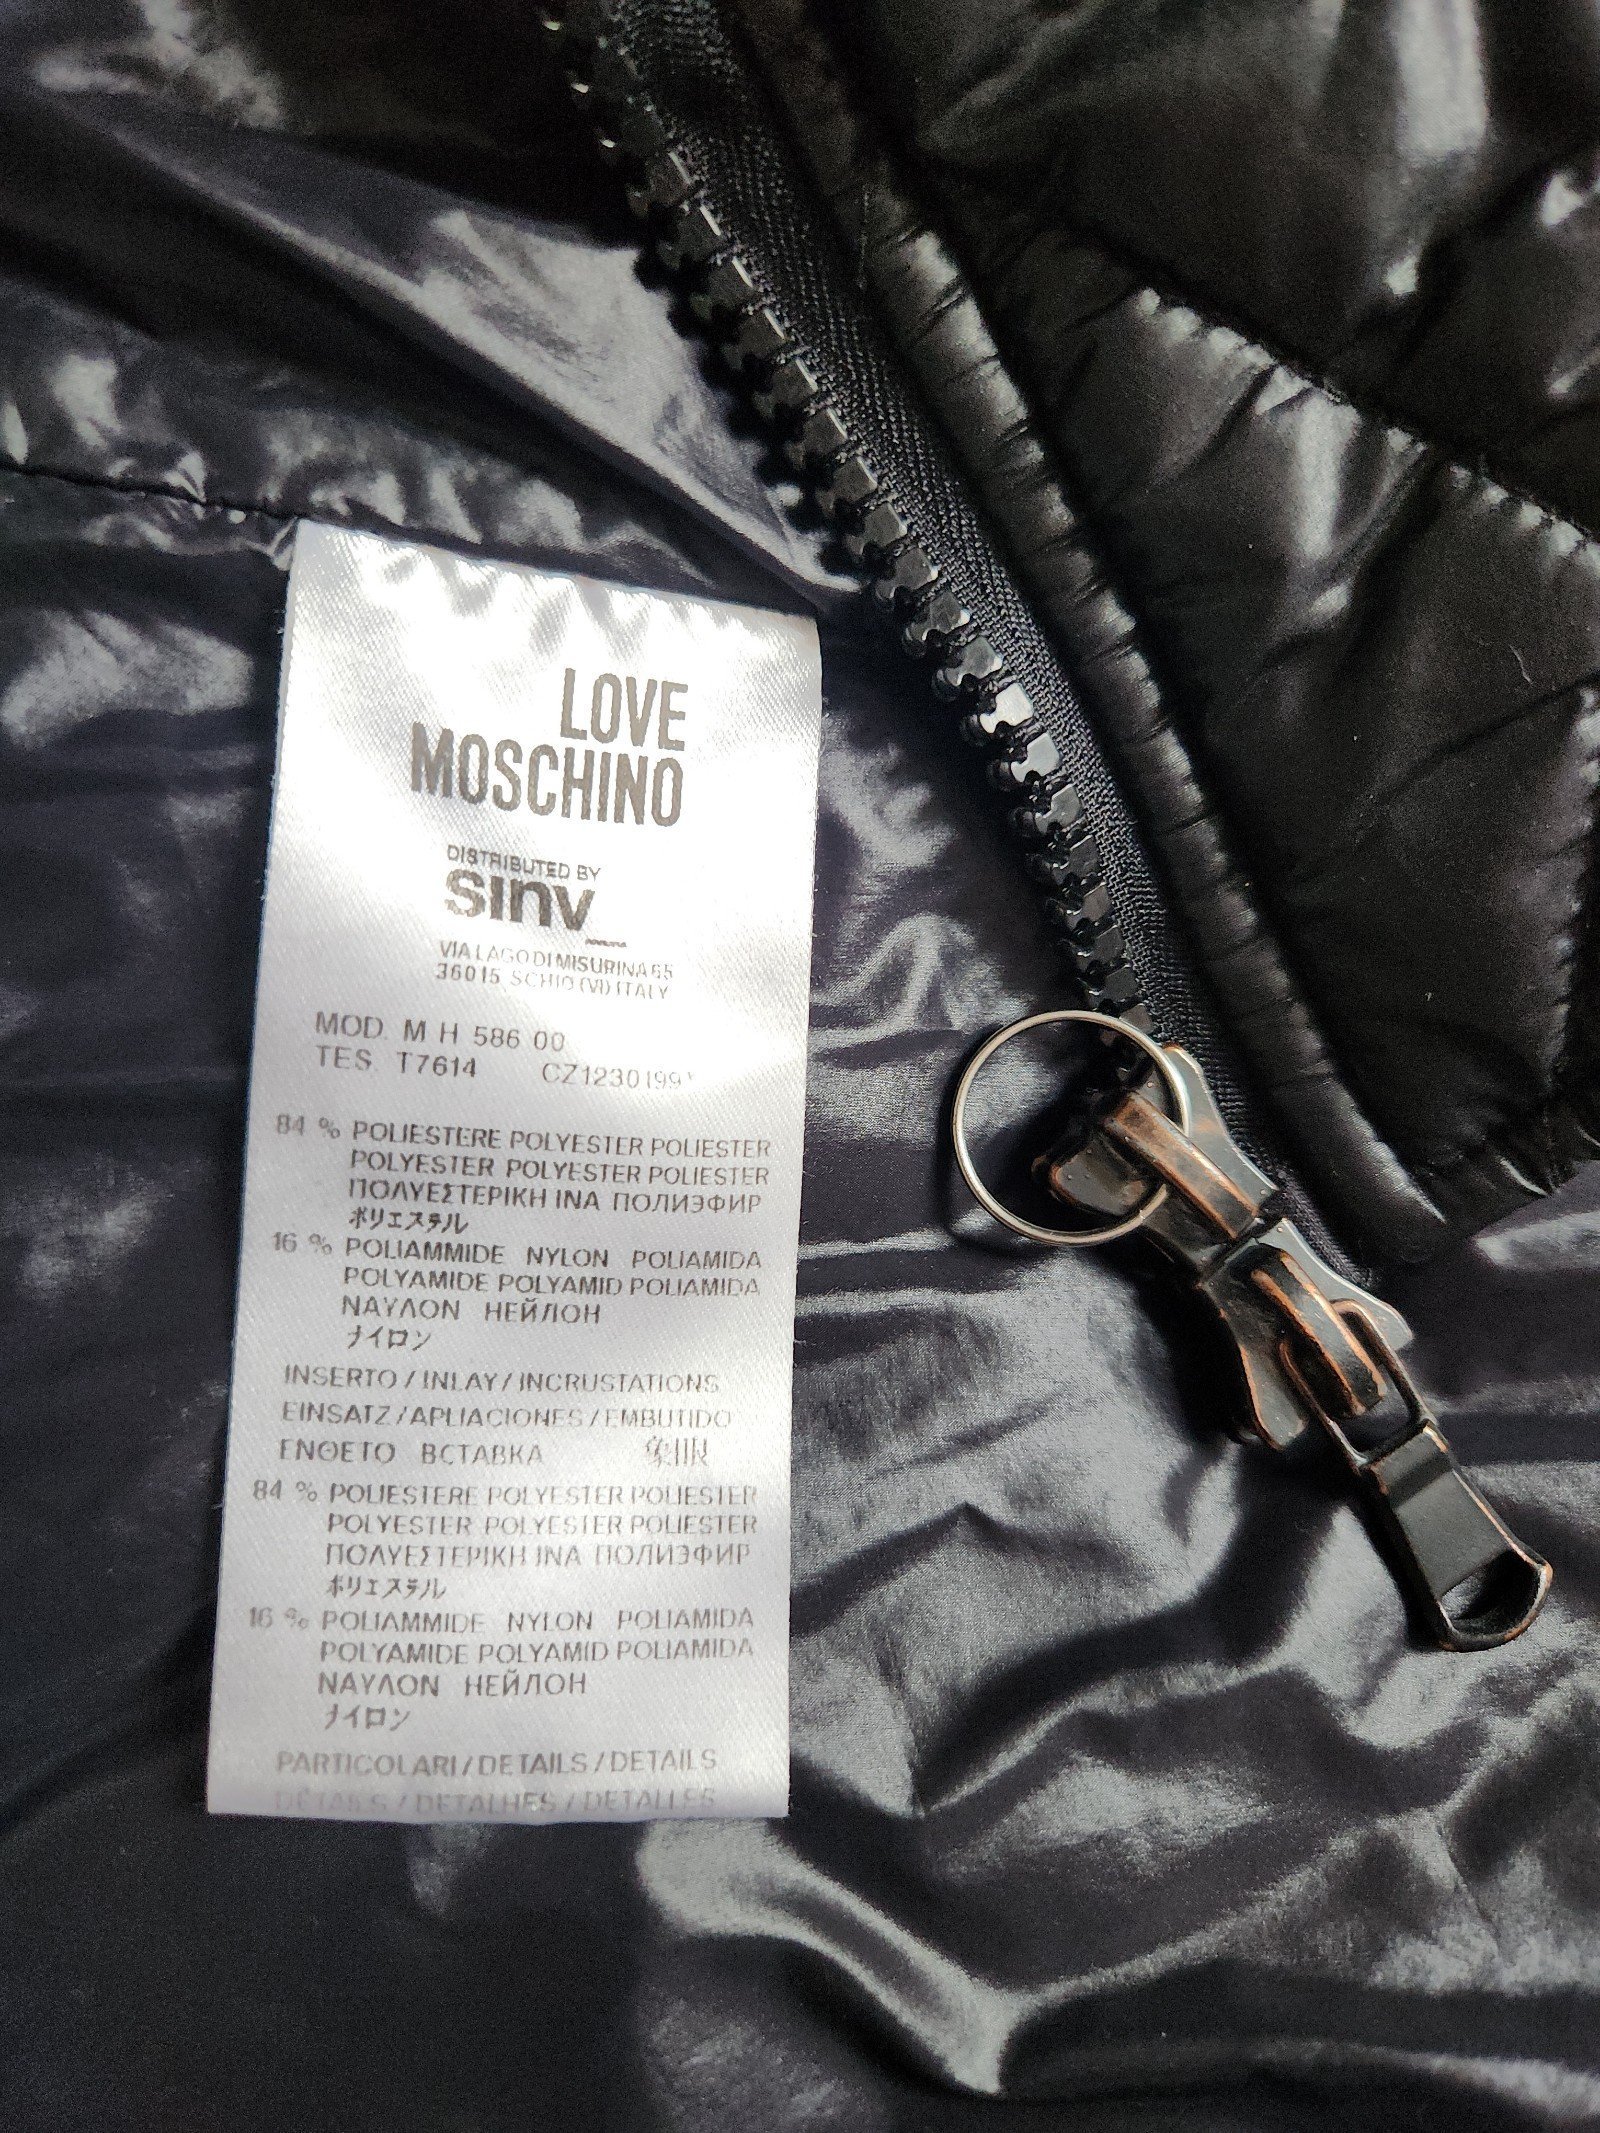 LOVE
MOSCHINO
DISTRIBUTED BY
sinv
VIA LAGO DI MISURINA 65
36015 SCHIO (VI) ITALY
MOD. M H 586 00
TES. T7614 CZ1230199
84 % POLIESTERE POLYESTER POLIESTER
POLYESTER POLYESTER POLIESTER
ΠΟΛΥΕΣΤΕΡΙΚΗ ΙΝΑ ПОЛИЭФИР
ポリエステル
16 % POLIAMMIDE NYLON POLIAMIDA
POLYAMIDE POLYAMID POLIAMIDA
ΝΑΥΛΟΝ НЕЙЛОН
ナイロン
INSERTO / INLAY / INCRUSTATIONS
EINSATZ / APLIACIONES / EMBUTIDO
ΕΝΘΕΤΟ ВСТАВКА
84 % POLIESTERE POLYESTER POLIESTER
POLYESTER POLYESTER POLIESTER
ΠΟΛΥΕΣΤΕΡΙΚΗ ΙΝΑ ПОЛИЭФИР
ポリエステル
16 % POLIAMMIDE NYLON POLIAMIDA
POLYAMIDE POLYAMID POLIAMIDA
ΝΑΥΛΟΝ НЕЙЛОН
ナイロン
PARTICOLARI / DETAILS / DETAILS
DÉTAILS / DETALHES / DETALLES